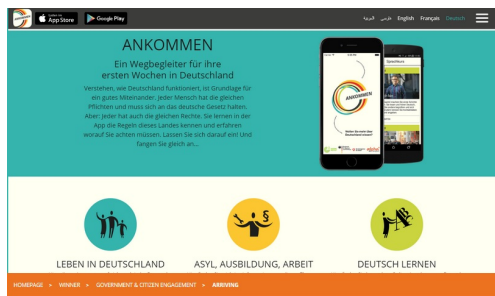 App Store Google Play English Français Deutsch
ANKOMMEN
Ein Wegbegleiter für ihre
ersten Wochen in Deutschland
Verstehen, wie Deutschland funktioniert, ist Grundlage für
ein gutes Miteinander. Jeder Mensch hat die gleichen
Pflichten und muss sich an das deutsche Gesetz halten.
Aber: Jeder hat auch die gleichen Rechte. Sie lernen in der
App die Regeln dieses Landes kennen und erfahren
worauf Sie achten müssen. Lassen Sie sich darauf ein! Und
fangen Sie gleich an...
ANKOMMEN
Sprachkurs
LEBEN IN DEUTSCHLAND
ASYL, AUSBILDUNG, ARBEIT
DEUTSCH LERNEN
HOMEPAGE » WINNER » GOVERNMENT & CITIZEN ENGAGEMENT » ARRIVING